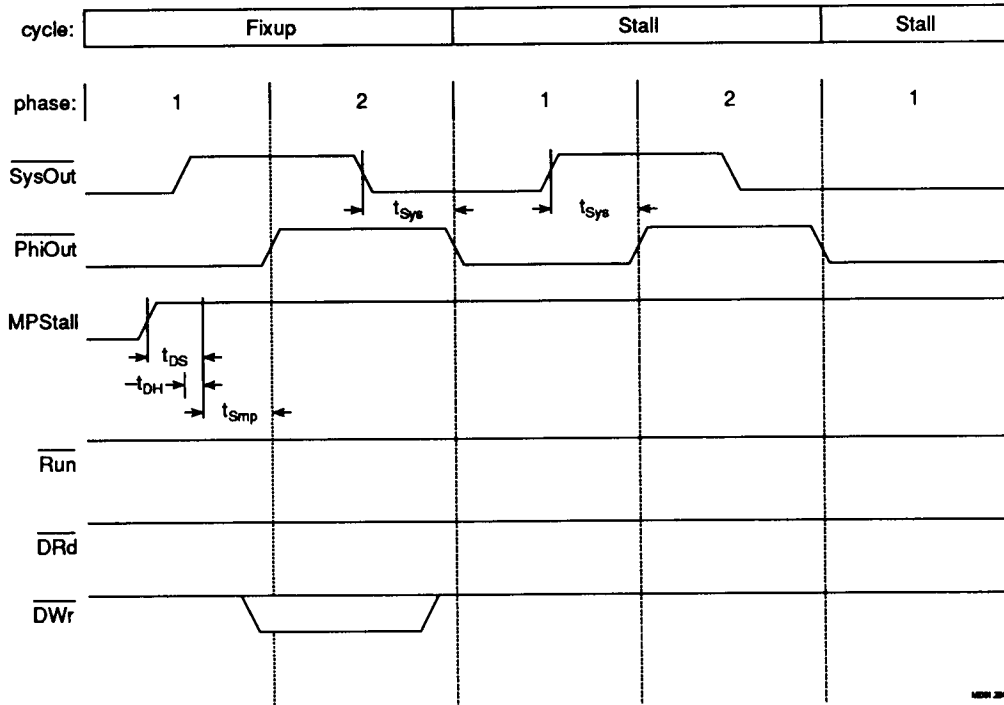 cycle: Fixup Stall Stall
phase: 1 2 1 2 1
SysOut
tSys tSys
PhiOut
MPStall
tDS
tDH
tSmp
Run
DRd
DWr